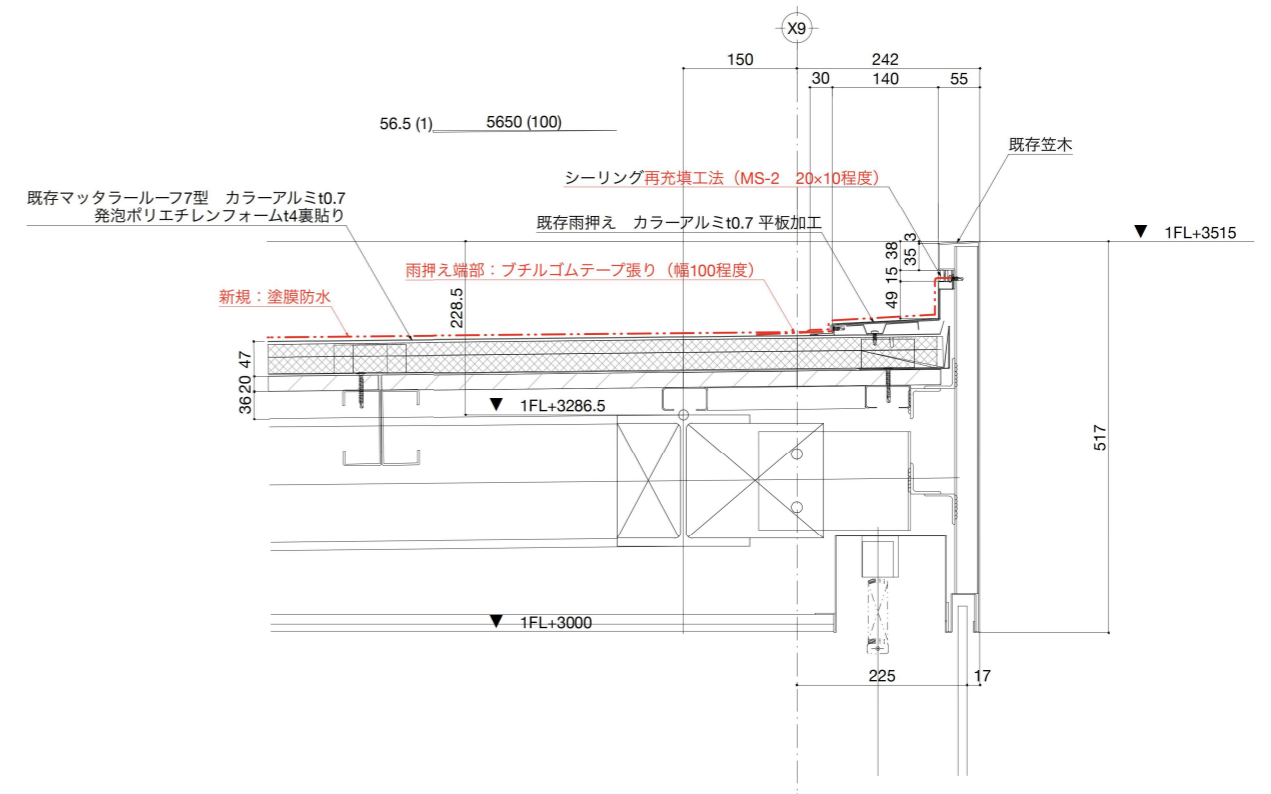 X9
150
242
30
140
55
56.5 (1)
5650 (100)
既存笠木
シーリング再充填工法（MS-2　20×10程度）
既存マッタラールーフ7型　カラーアルミt0.7
発泡ポリエチレンフォームt4裏貼り
既存雨押え　カラーアルミt0.7 平板加工
▼ 1FL+3515
38
3
35
15
49
雨押え端部：ブチルゴムテープ張り（幅100程度）
新規：塗膜防水
228.5
47
20
36
▼ 1FL+3286.5
517
▼ 1FL+3000
225
17